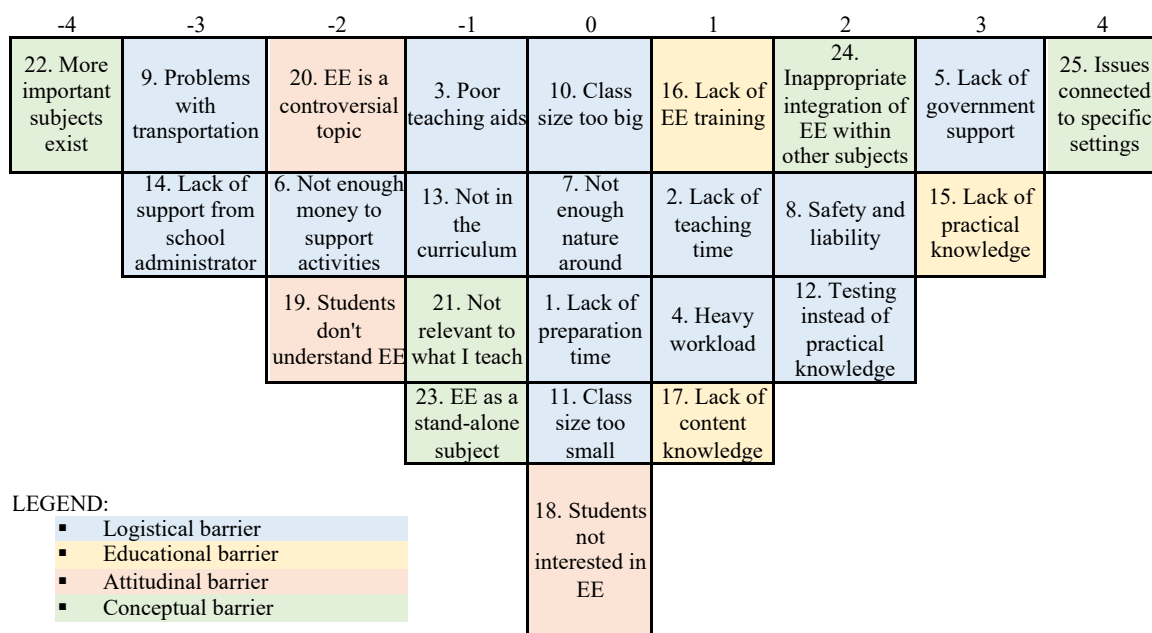 -4 -3 -2 -1 0 1 2 3 4
22. More
important
subjects
exist
9. Problems
with
transportation
20. EE is a
controversial
topic
3. Poor
teaching aids
10. Class
size too big
16. Lack of
EE training
24.
Inappropriate
integration of
EE within
other subjects
5. Lack of
government
support
25. Issues
connected
to specific
settings
14. Lack of
support from
school
administrator
6. Not enough
money to
support
activities
13. Not in
the
curriculum
7. Not
enough
nature
around
2. Lack of
teaching
time
8. Safety and
liability
15. Lack of
practical
knowledge
19. Students
don't
understand EE
21. Not
relevant to
what I teach
1. Lack of
preparation
time
4. Heavy
workload
12. Testing
instead of
practical
knowledge
23. EE as a
stand-alone
subject
11. Class
size too
small
17. Lack of
content
knowledge
18. Students
not
interested in
EE
LEGEND:
▪ Logistical barrier
▪ Educational barrier
▪ Attitudinal barrier
▪ Conceptual barrier